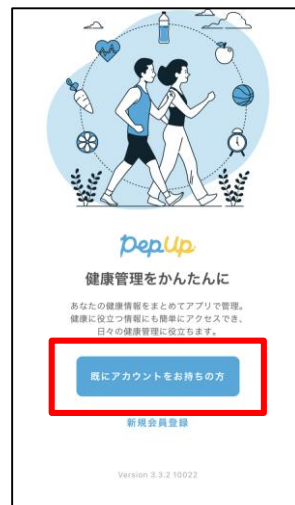 PepUp
健康管理をかんたんに
あなたの健康情報をまとめてアプリで管理。
健康に役立つ情報にも簡単にアクセスでき、
日々の健康管理に役立ちます。
既にアカウントをお持ちの方
新規会員登録
Version 3.3.2 10022